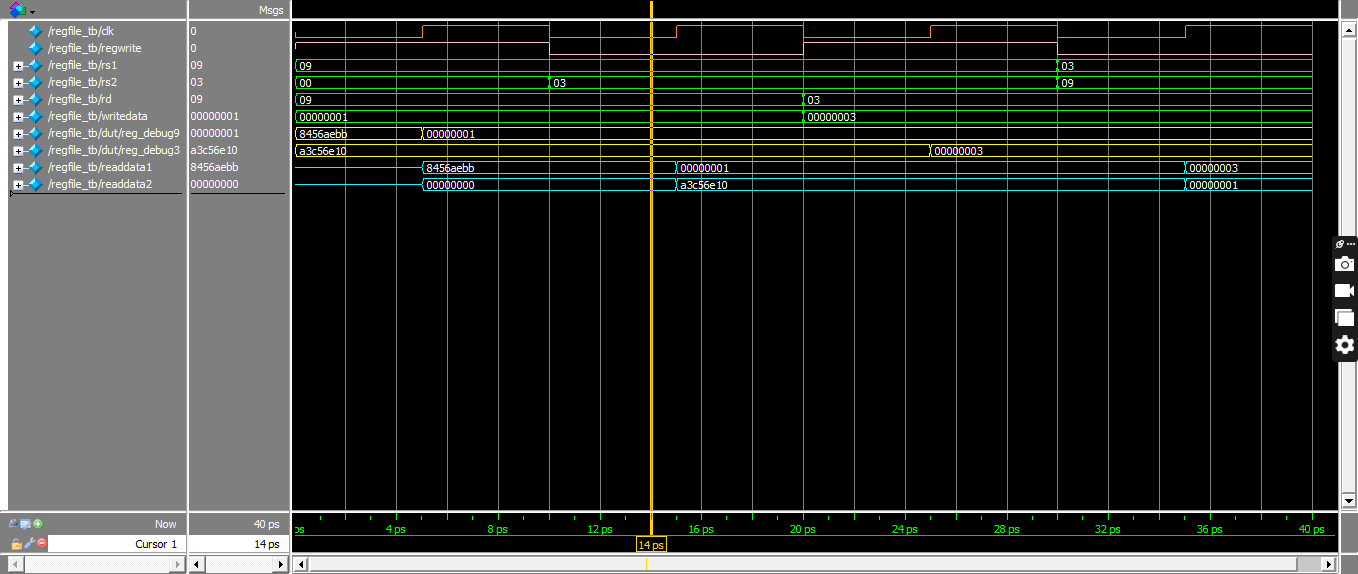 Msgs
/regfile_tb/clk 0
/regfile_tb/regwrite 0
/regfile_tb/rs1 09 09 03
/regfile_tb/rs2 03 00 03 09
/regfile_tb/rd 09 09 03
/regfile_tb/writedata 00000001 00000001 00000003
/regfile_tb/dut/reg_debug9 00000001 8456aebb 00000001
/regfile_tb/dut/reg_debug3 a3c56e10 a3c56e10 00000003
/regfile_tb/readdata1 8456aebb 8456aebb 00000001 00000003
/regfile_tb/readdata2 00000000 00000000 a3c56e10 00000001
Now 40 ps ps 4 ps 8 ps 12 ps 16 ps 20 ps 24 ps 28 ps 32 ps 36 ps 40 ps
Cursor 1 14 ps 14 ps